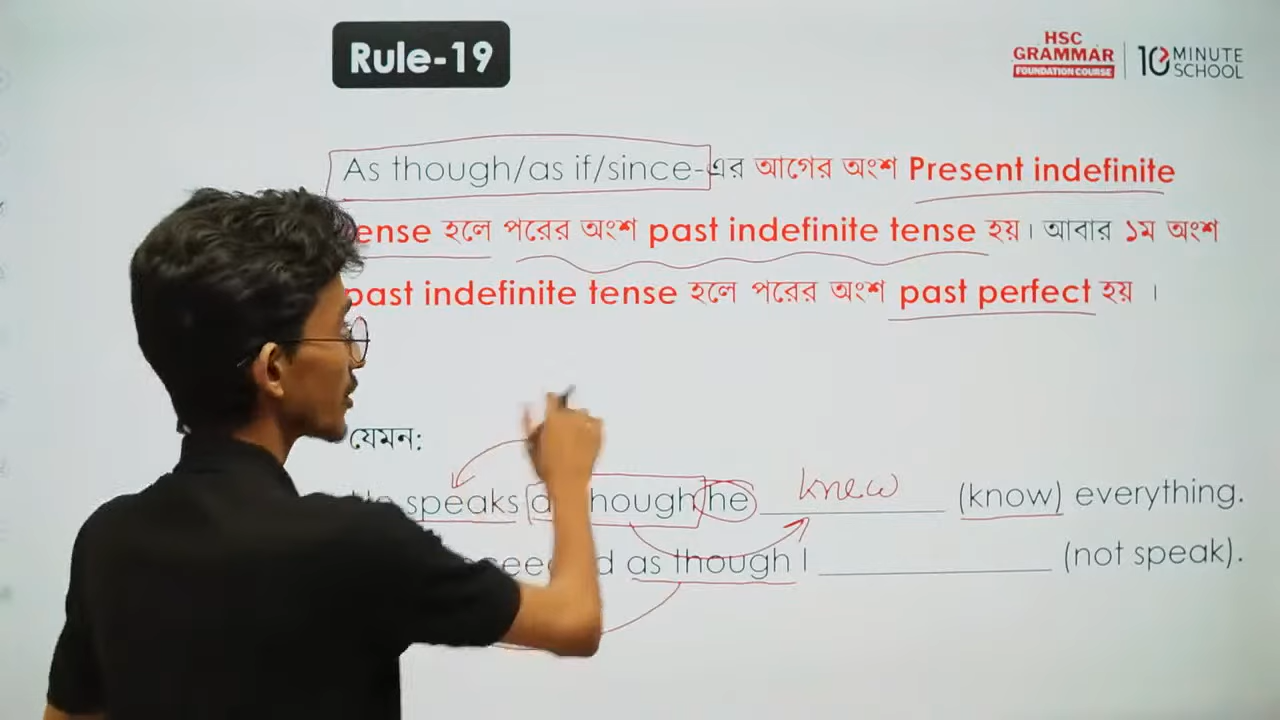 Rule-19
HSC
GRAMMAR
FOUNDATION COURSE
10 MINUTE
SCHOOL
As though/as if/since-এর আগের অংশ Present indefinite
tense হলে পরের অংশ past indefinite tense হয়। আবার ১ম অংশ
past indefinite tense হলে পরের অংশ past perfect হয় ।
যেমন:
speaks though he knew (know) everything.
as though I (not speak).